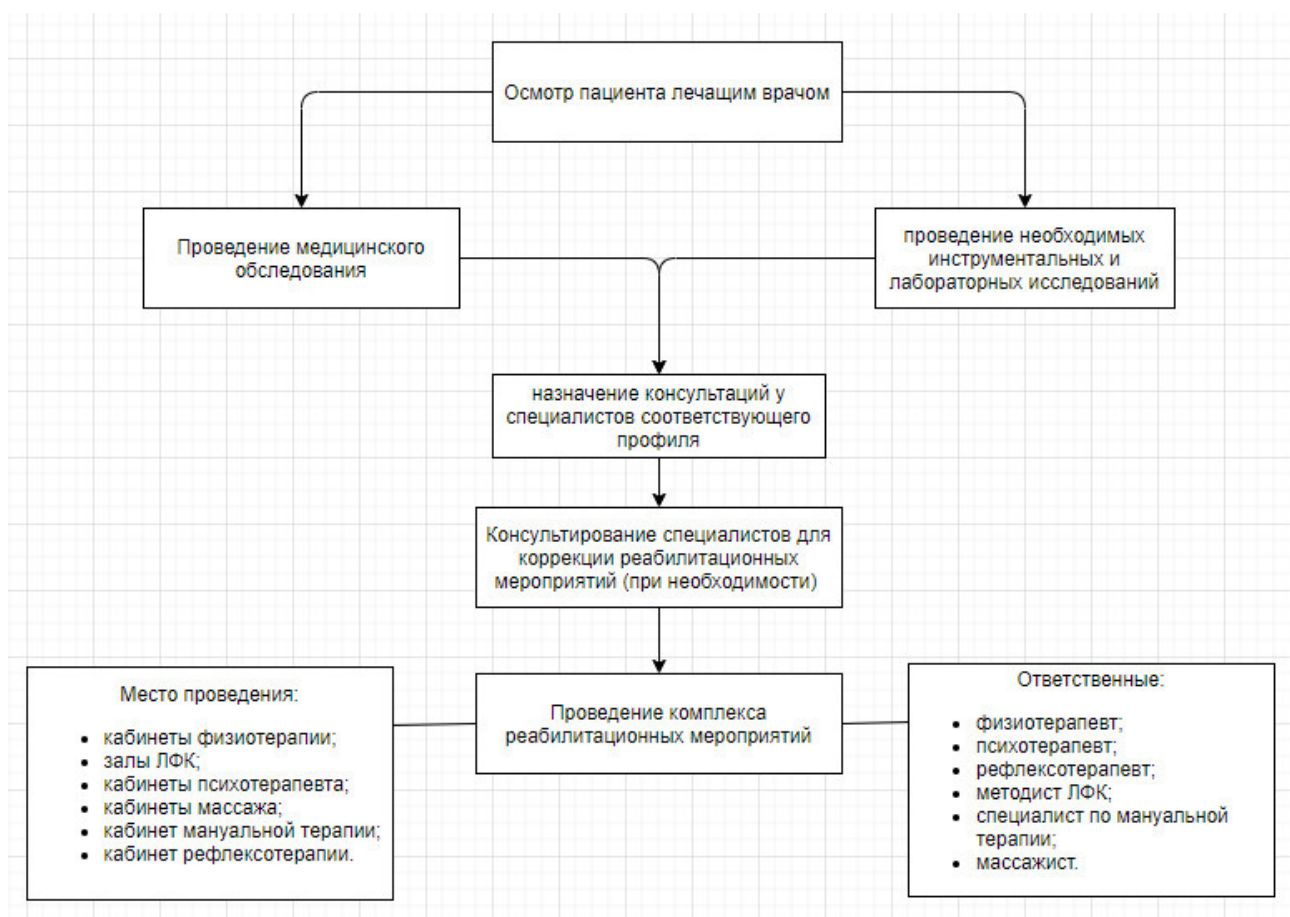 Осмотр пациента лечащим врачом
Проведение медицинского
обследования
проведение необходимых
инструментальных и
лабораторных исследований
назначение консультаций у
специалистов соответствующего
профиля
Консультирование специалистов для
коррекции реабилитационных
мероприятий (при необходимости)
Место проведения:
• кабинеты физиотерапии;
• залы ЛФК;
• кабинеты психотерапевта;
• кабинеты массажа;
• кабинет мануальной терапии;
• кабинет рефлексотерапии.
Проведение комплекса
реабилитационных мероприятий
Ответственные:
• физиотерапевт;
• психотерапевт;
• рефлексотерапевт;
• методист ЛФК;
• специалист по мануальной
терапии;
• массажист.